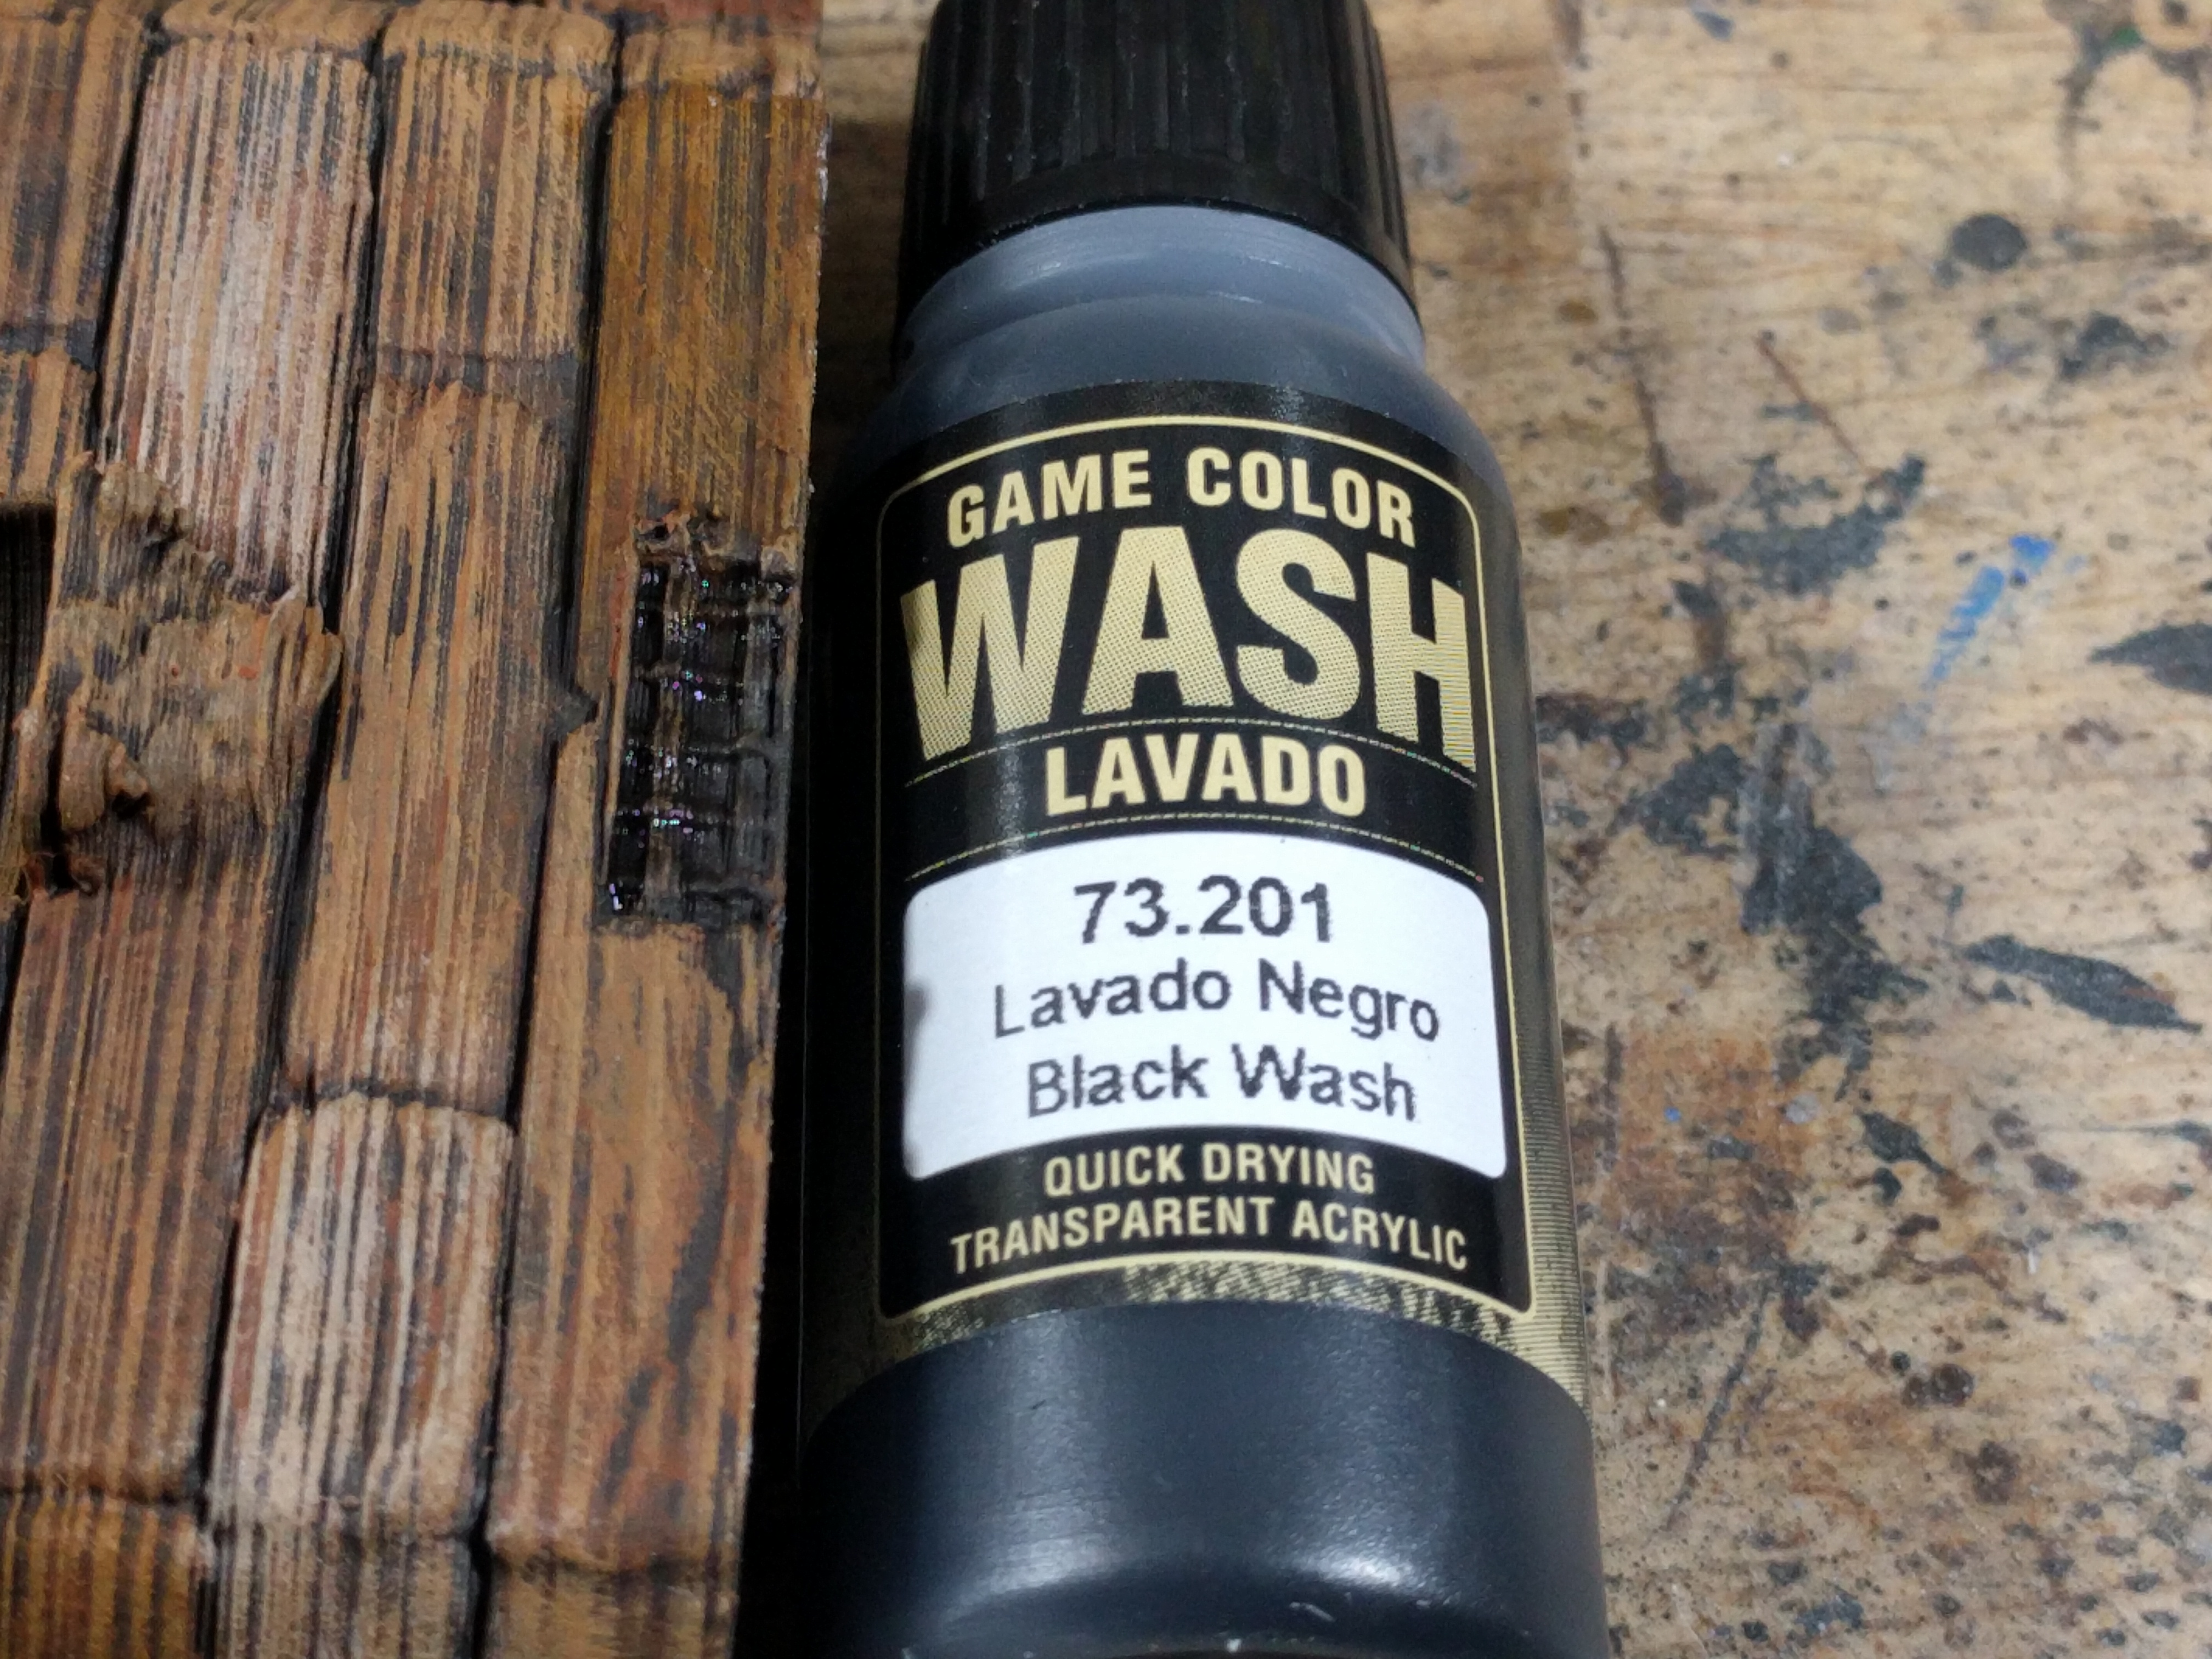 GAME COLOR
WASH
LAVADO
73.201
Lavado Negro
Black Wash
QUICK DRYING
TRANSPARENT ACRYLIC